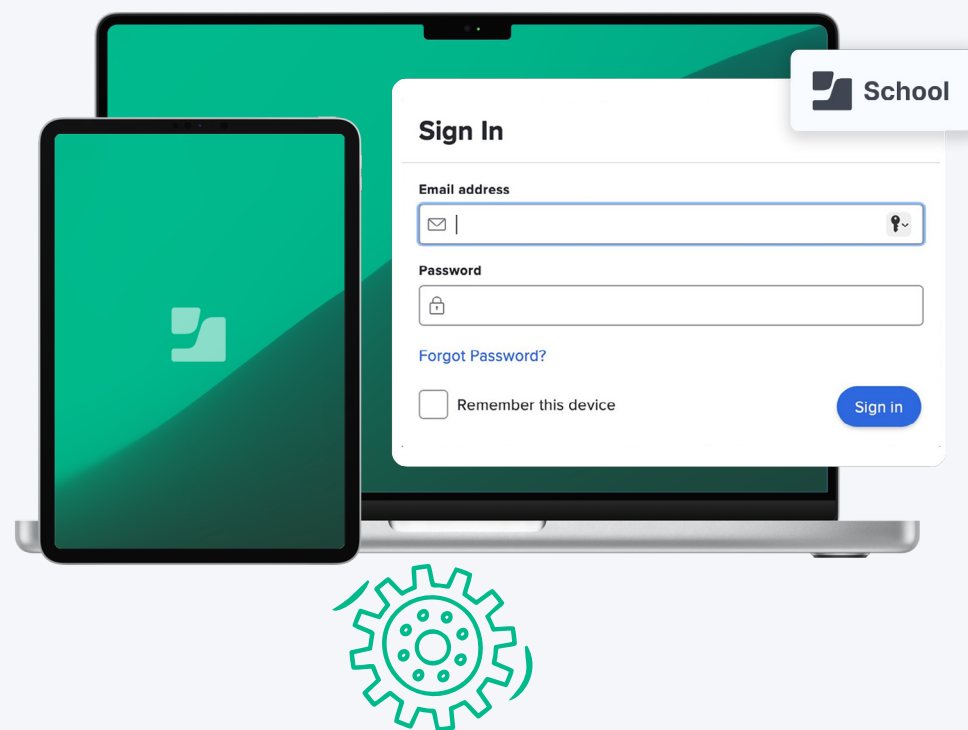 School
Sign In
Email address
Password
Forgot Password?
Remember this device
Sign in